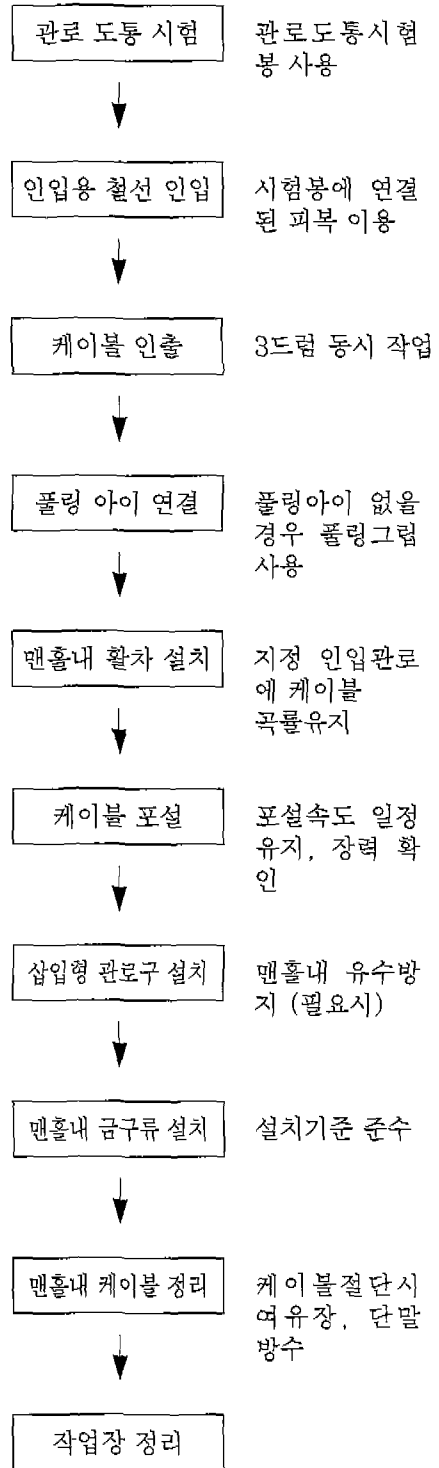 관로 도통 시험
관로도통시험
봉 사용
인입용 철선 인입
시험봉에 연결
된 피복 이용
케이블 인출
3드럼 동시 작업
풀링 아이 연결
풀링아이 없을
경우 풀링그립
사용
맨홀내 활차 설치
지정 인입관로
에 케이블
곡률유지
케이블 포설
포설속도 일정
유지, 장력 확
인
삽입형 관로구 설치
맨홀내 유수방
지 (필요시)
맨홀내 금구류 설치
설치기준 준수
맨홀내 케이블 정리
케이블절단시
여유장, 단말
방수
작업장 정리